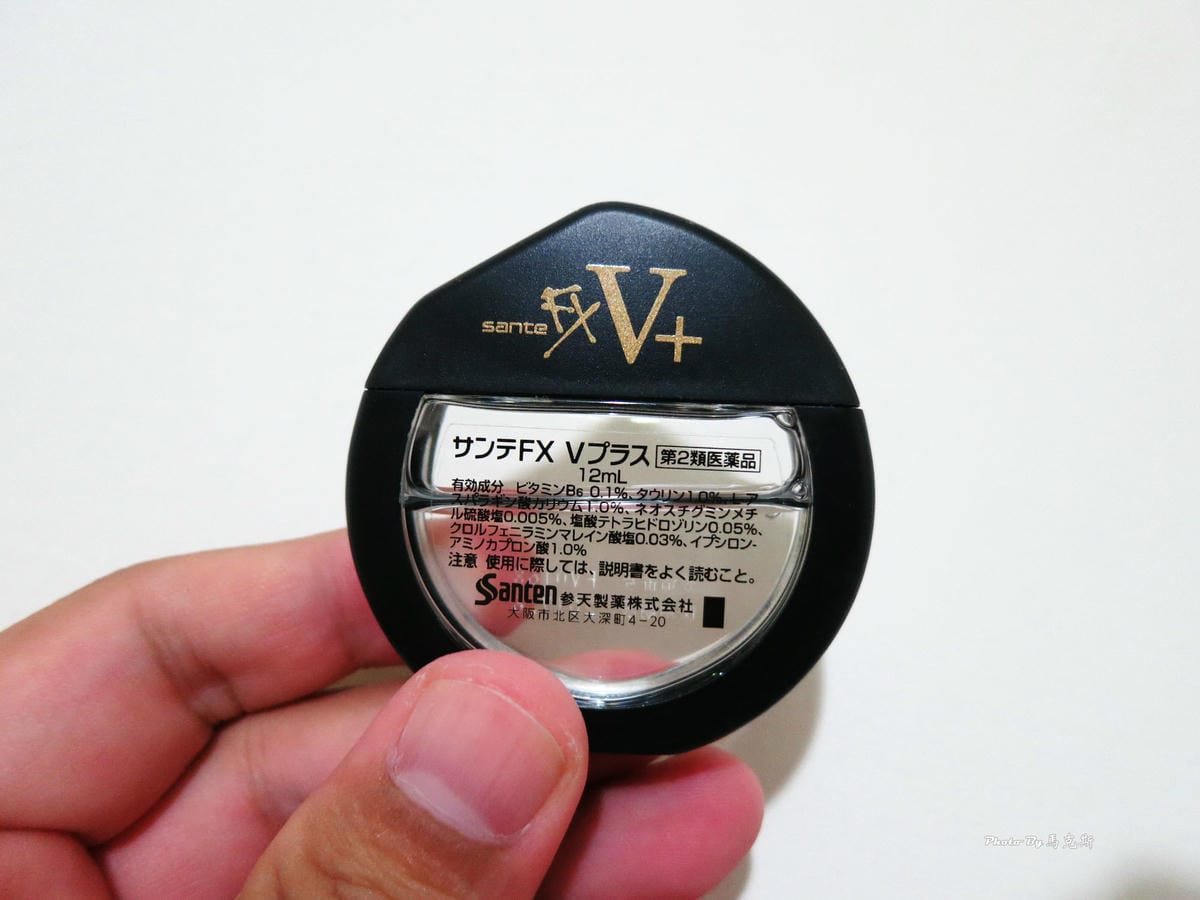 sante FX V+
サンテFX Vプラス 第2類医薬品
12mL
有効成分 ビタミンB6 0.1%、タウリン1.0%、L-ア
スパラギン酸カリウム1.0%、ネオスチグミンメチ
ル硫酸塩0.005%、塩酸テトラヒドロゾリン0.05%、
クロルフェニラミンマレイン酸塩0.03%、イプシロン-
アミノカプロン酸1.0%
注意 使用に際しては、説明書をよく読むこと。
Santen 参天製薬株式会社
大阪市北区大深町4-20
Photo By 馬克斯